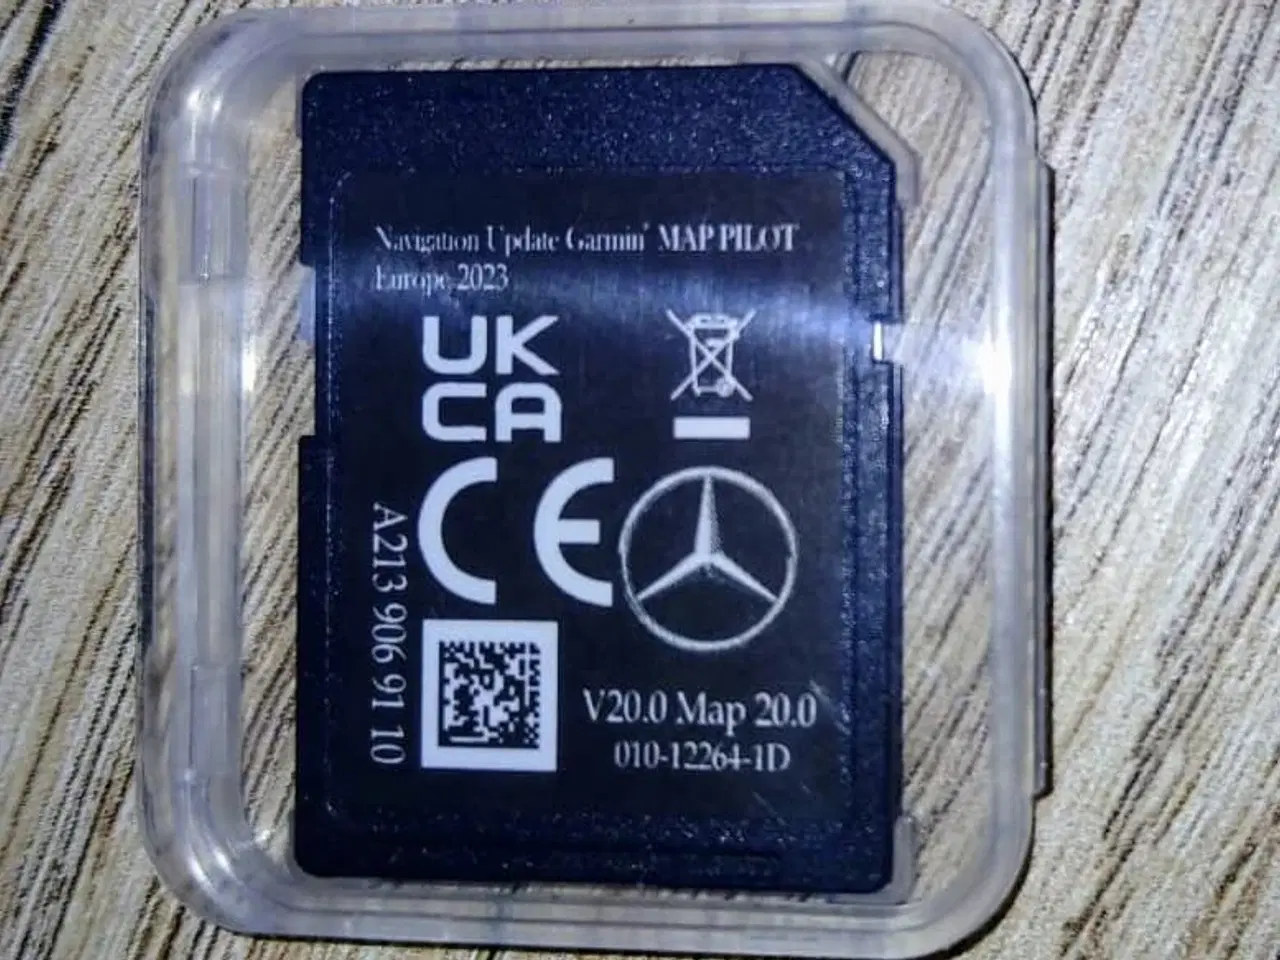 Navigation Update Garmin® MAP PILOT
Europe 2023
UK
CA
CE
A213 906 91 10
V20.0 Map 20.0
010-12264-1D